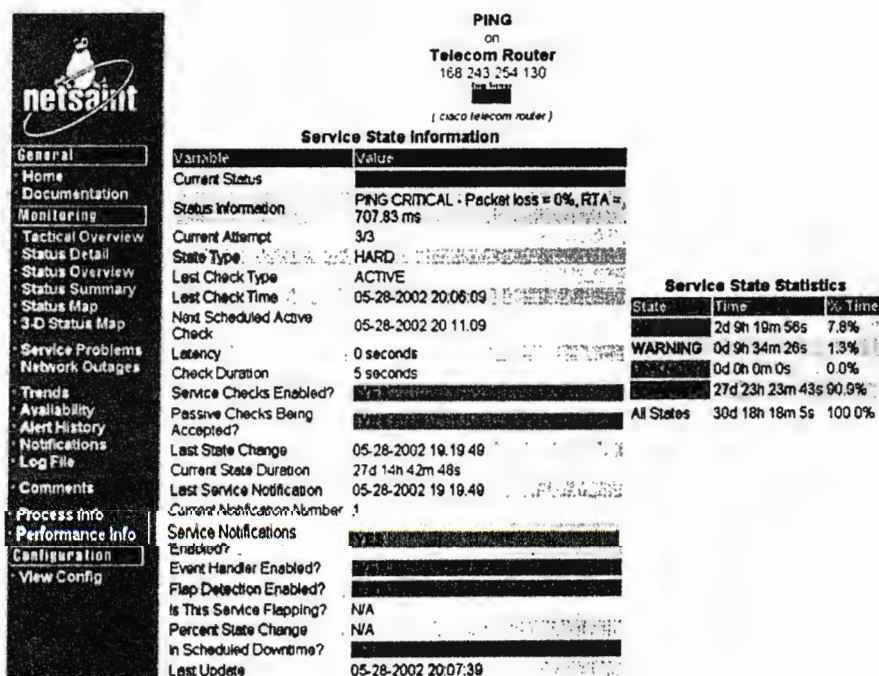 PING
on
Telecom Router
168 243 254 130
( cisco telecom router )
netsaint
General
Home
Documentation
Monitoring
Tactical Overview
Status Detail
Status Overview
Status Summary
Status Map
3-D Status Map
Service Problems
Network Outages
Trends
Availability
Alert History
Notifications
Log File
Comments
Process Info
Performance Info
Configuration
View Config
Service State Information
Variable Value
Current Status
Status Information PING CRITICAL - Packet loss = 0%, RTA = 
707.83 ms
Current Attempt 3/3
State Type HARD
Last Check Type ACTIVE
Last Check Time 05-28-2002 20:06:09
Next Scheduled Active
Check 05-28-2002 20 11.09
Latency 0 seconds
Check Duration 5 seconds
Service Checks Enabled? YES
Passive Checks Being
Accepted? YES
Last State Change 05-28-2002 19.19 49
Current State Duration 27d 14h 42m 48s
Last Service Notification 05-28-2002 19 19.49
Current Notification Number 1
Service Notifications
Enabled? YES
Event Handler Enabled?
Flap Detection Enabled?
Is This Service Flapping? N/A
Percent State Change N/A
In Scheduled Downtime?
Last Update 05-28-2002 20:07:39
Service State Statistics
State Time % Time
2d 9h 19m 56s 7.8%
WARNING 0d 9h 34m 26s 1.3%
UNKNOWN 0d 0h 0m 0s 0.0%
27d 23h 23m 43s 90.9%
All States 30d 18h 18m 5s 100 0%